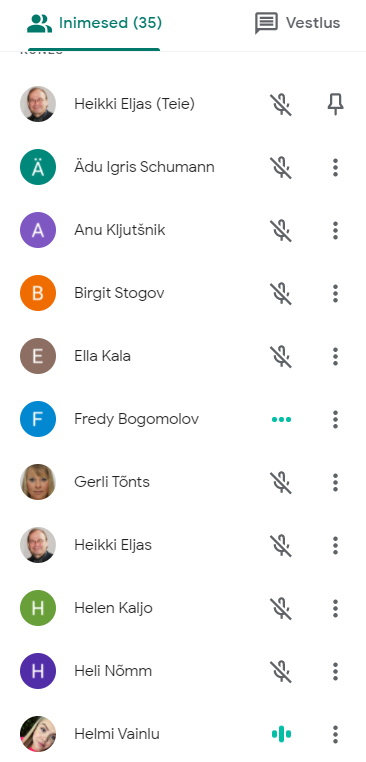 Inimesed (35)
Vestlus
Heikki Eljas (Teie)
Ä Ädu Igris Schumann
A Anu Kljutšnik
B Birgit Stogov
E Ella Kala
F Fredy Bogomolov
Gerli Tõnts
Heikki Eljas
H Helen Kaljo
H Heli Nõmm
Helmi Vainlu